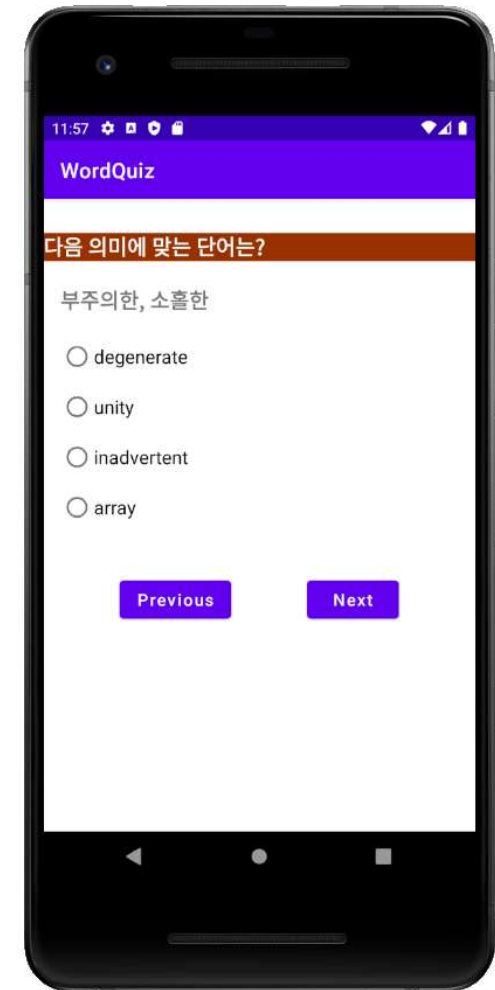 11:57
WordQuiz
다음 의미에 맞는 단어는?
부주의한, 소홀한
degenerate
unity
inadvertent
array
Previous Next